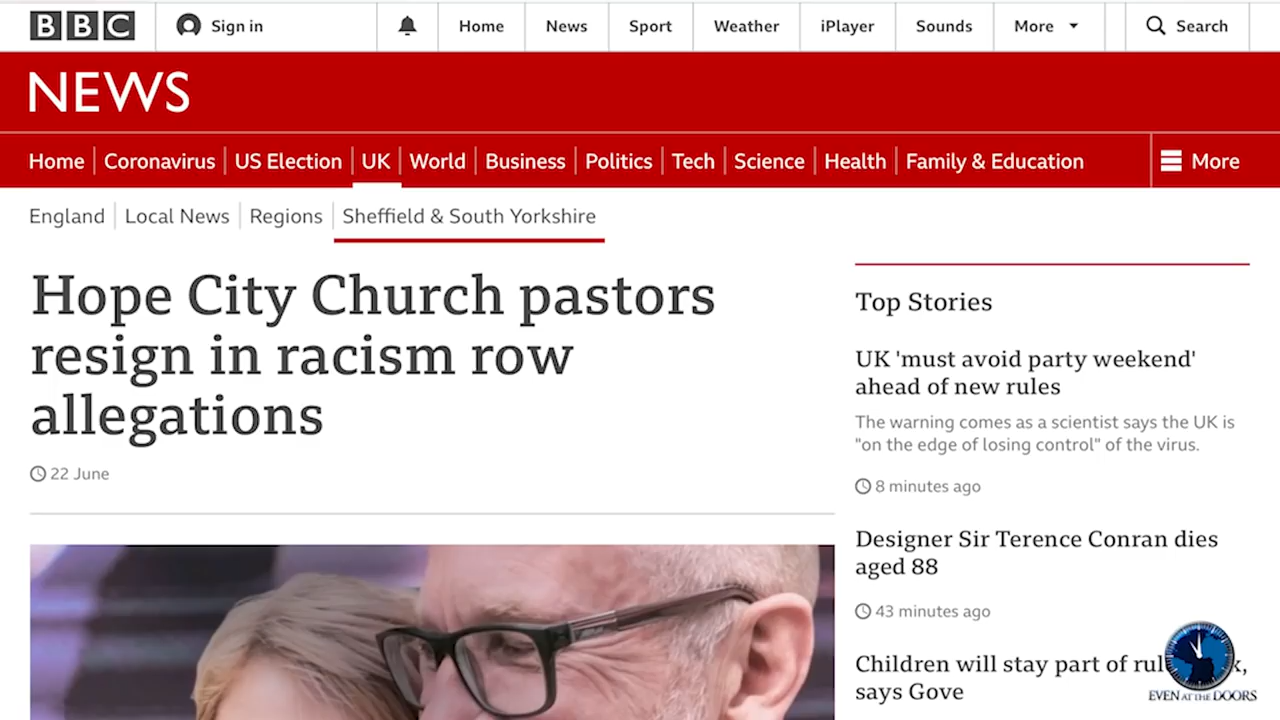 BBC Sign in Home News Sport Weather iPlayer Sounds More Search
NEWS
Home Coronavirus US Election UK World Business Politics Tech Science Health Family & Education More
England Local News Regions Sheffield & South Yorkshire
Hope City Church pastors
resign in racism row
allegations
22 June
Top Stories
UK 'must avoid party weekend'
ahead of new rules
The warning comes as a scientist says the UK is
"on the edge of losing control" of the virus.
8 minutes ago
Designer Sir Terence Conran dies
aged 88
43 minutes ago
Children will stay part of
says Gove
EVEN AT THE DOORS